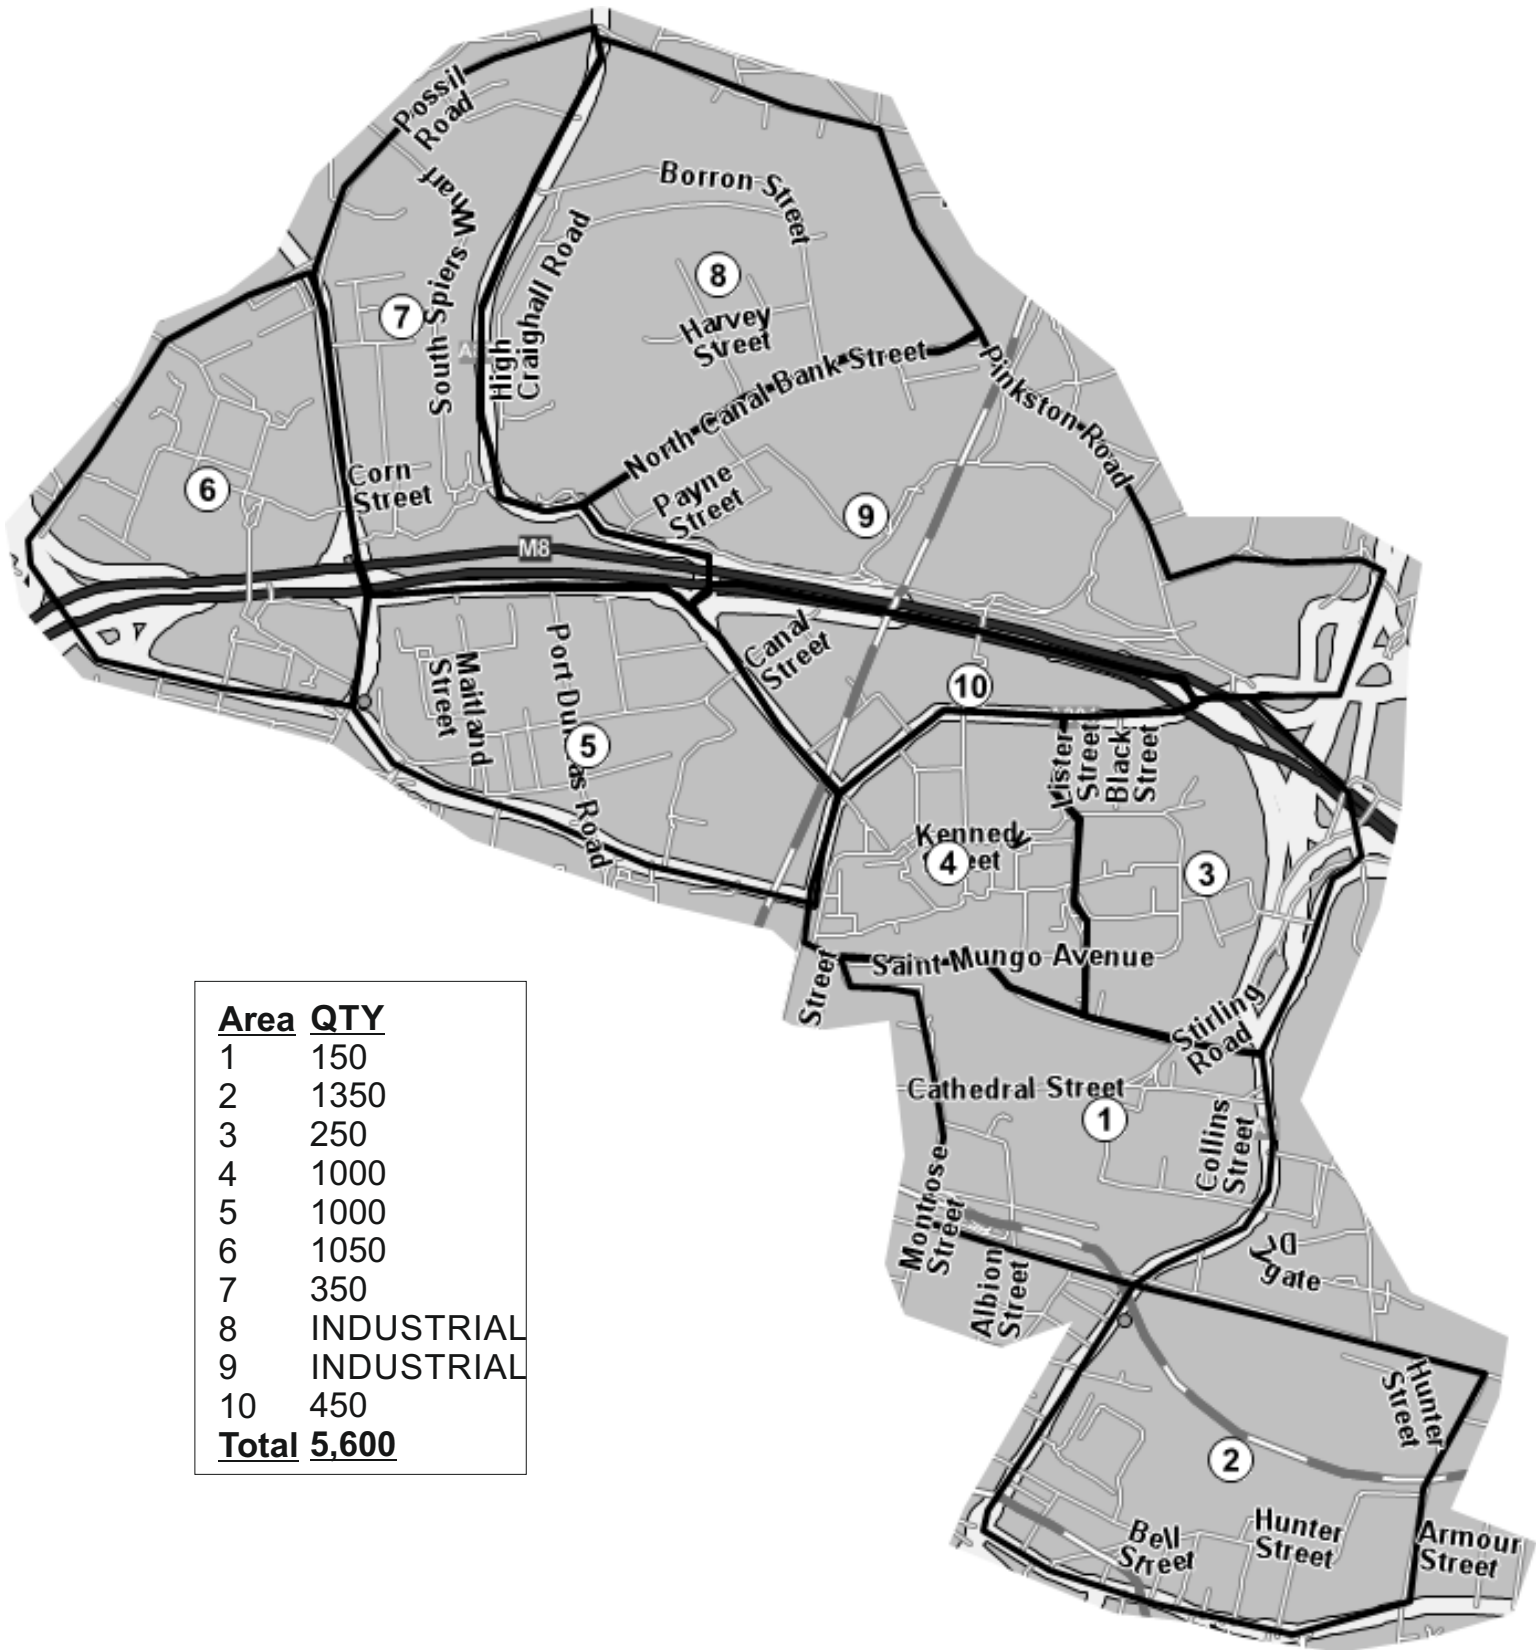 Possil
Road
South Spiers Wharf
Borron Street
High
Craighall Road
8
7
Harvey
Street
North Canal Bank Street
Pinkston Road
6
Corn
Street
Payne
Street
9
M8
Canal
Street
Maitland
Street
Port Dundas Road
5
10
Lister
Street
Black
Street
Kennedy
Street
4
3
Saint Mungo Avenue
Street
Stirling
Road
Cathedral Street
1
Collins
Street
Montrose
Street
Albion
Street
Drygate
Hunter
Street
2
Bell
Street
Hunter
Street
Armour
Street
Area QTY
1 150
2 1350
3 250
4 1000
5 1000
6 1050
7 350
8 INDUSTRIAL
9 INDUSTRIAL
10 450
Total 5,600